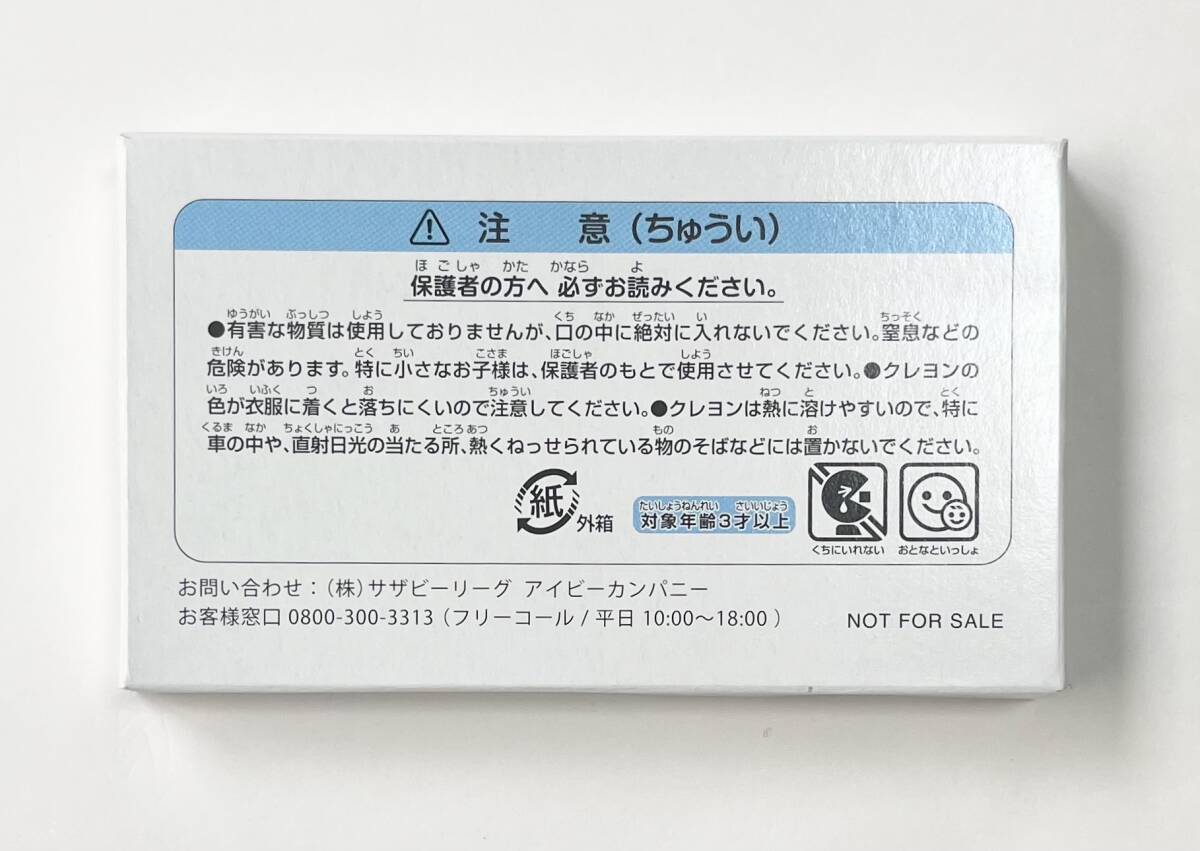 注　意（ちゅうい）
ほごしゃ かた かなら よ
保護者の方へ 必ずお読みください。
ゆうがい ぶっしつ しよう くち なか ぜったい い ちっそく
●有害な物質は使用しておりませんが、口の中に絶対に入れないでください。窒息などの
きけん とく ちい こさま ほごしゃ しよう
危険があります。特に小さなお子様は、保護者のもとで使用させてください。●クレヨンの
いろ いふく つ お ちゅうい ねつ と とく
色が衣服に着くと落ちにくいので注意してください。●クレヨンは熱に溶けやすいので、特に
くるま なか ちょくしゃにっこう あ ところ あつ もの お
車の中や、直射日光の当たる所、熱くねっせられている物のそばなどには置かないでください。
紙 外箱
たいしょうねんれい さいいじょう
対象年齢3才以上
くちにいれない おとなといっしょ
お問い合わせ：（株）サザビーリーグ アイビーカンパニー
お客様窓口 0800-300-3313（フリーコール / 平日 10:00〜18:00 ）
NOT FOR SALE